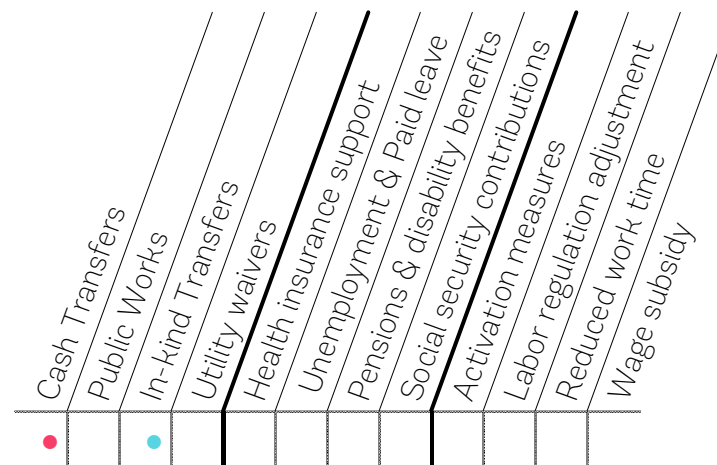 Cash Transfers
Public Works
In-kind Transfers
Utility waivers
Health insurance support
Unemployment & Paid leave
Pensions & disability benefits
Social security contributions
Activation measures
Labor regulation adjustment
Reduced work time
Wage subsidy